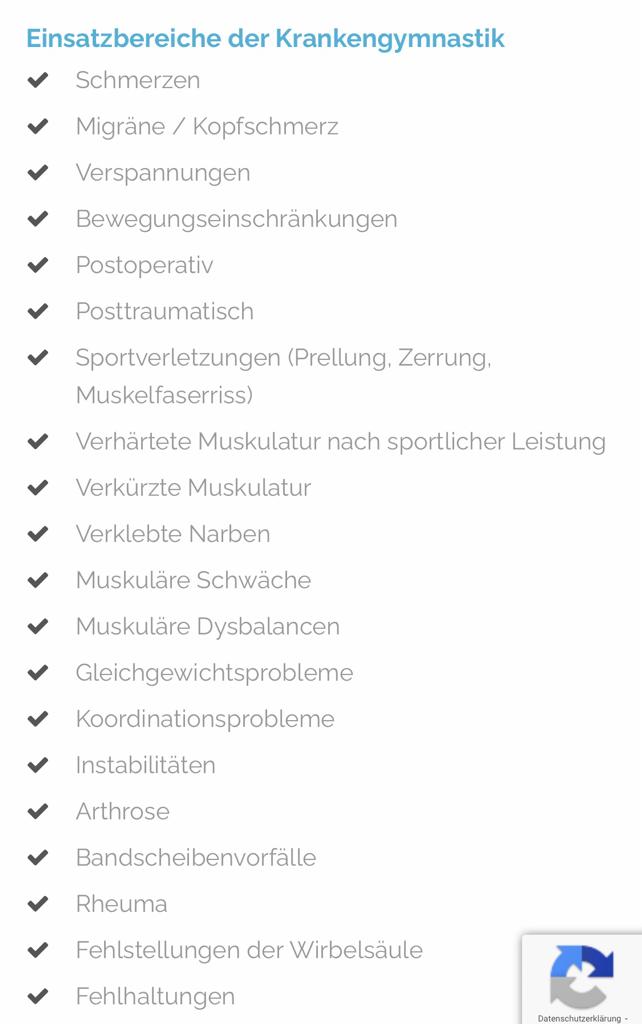 Einsatzbereiche der Krankengymnastik
Schmerzen
Migräne / Kopfschmerz
Verspannungen
Bewegungseinschränkungen
Postoperativ
Posttraumatisch
Sportverletzungen (Prellung, Zerrung,
Muskelfaserriss)
Verhärtete Muskulatur nach sportlicher Leistung
Verkürzte Muskulatur
Verklebte Narben
Muskuläre Schwäche
Muskuläre Dysbalancen
Gleichgewichtsprobleme
Koordinationsprobleme
Instabilitäten
Arthrose
Bandscheibenvorfälle
Rheuma
Fehlstellungen der Wirbelsäule
Fehlhaltungen
Datenschutzerklärung -